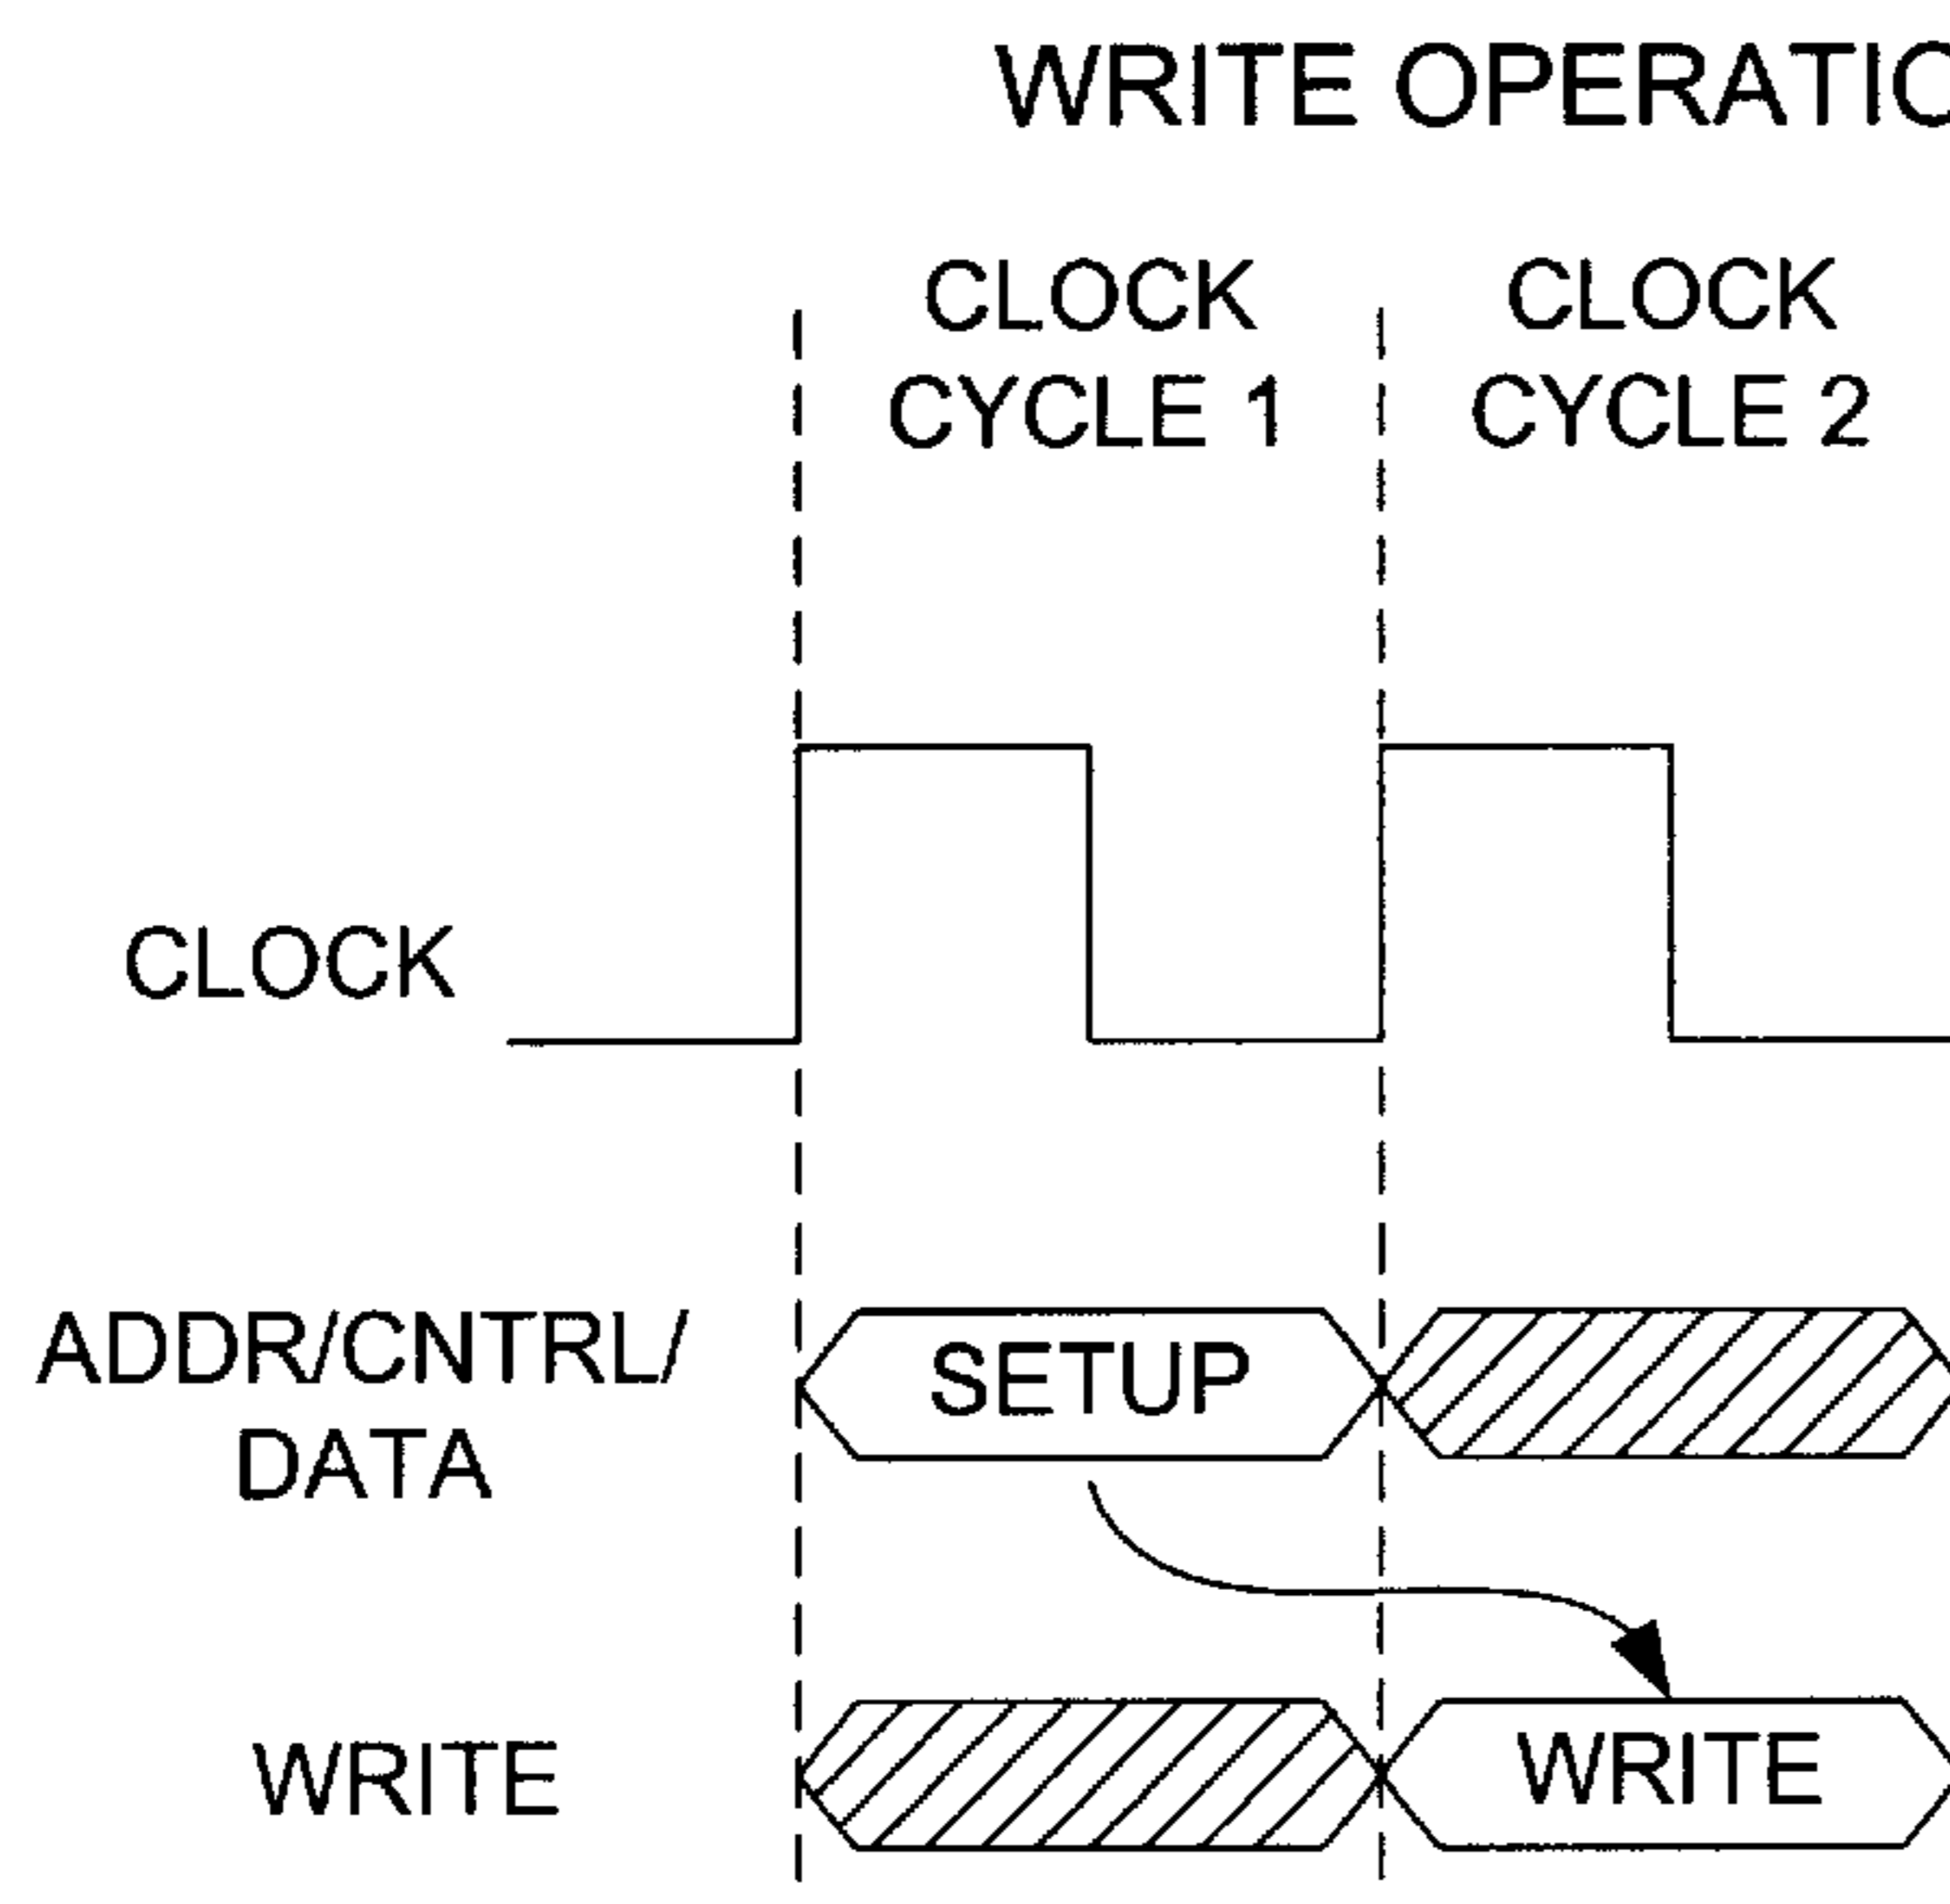 WRITE OPERATIO
CLOCK
CYCLE 1
CLOCK
CYCLE 2
CLOCK
ADDR/CNTRL/
DATA
SETUP
WRITE
WRITE